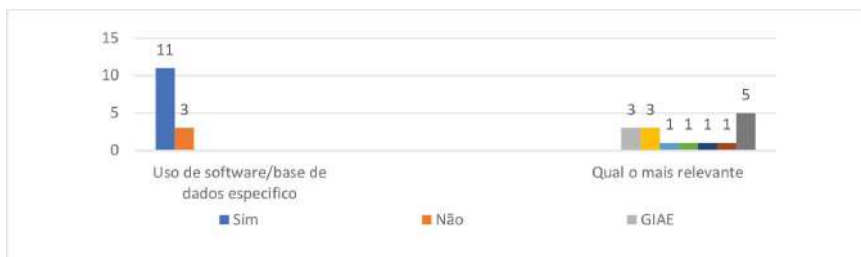 15
11
10
5
5
3
3 3
1 1 1 1
0
Uso de software/base de
dados especifico
Qual o mais relevante
Sim
Não
GIAE